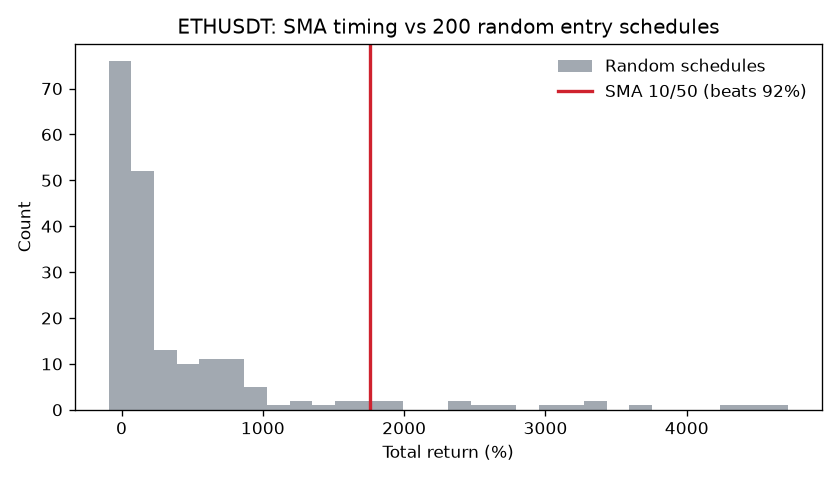 ETHUSDT: SMA timing vs 200 random entry schedules
Random schedules
SMA 10/50 (beats 92%)
Count
70
60
50
40
30
20
10
0
0 1000 2000 3000 4000
Total return (%)